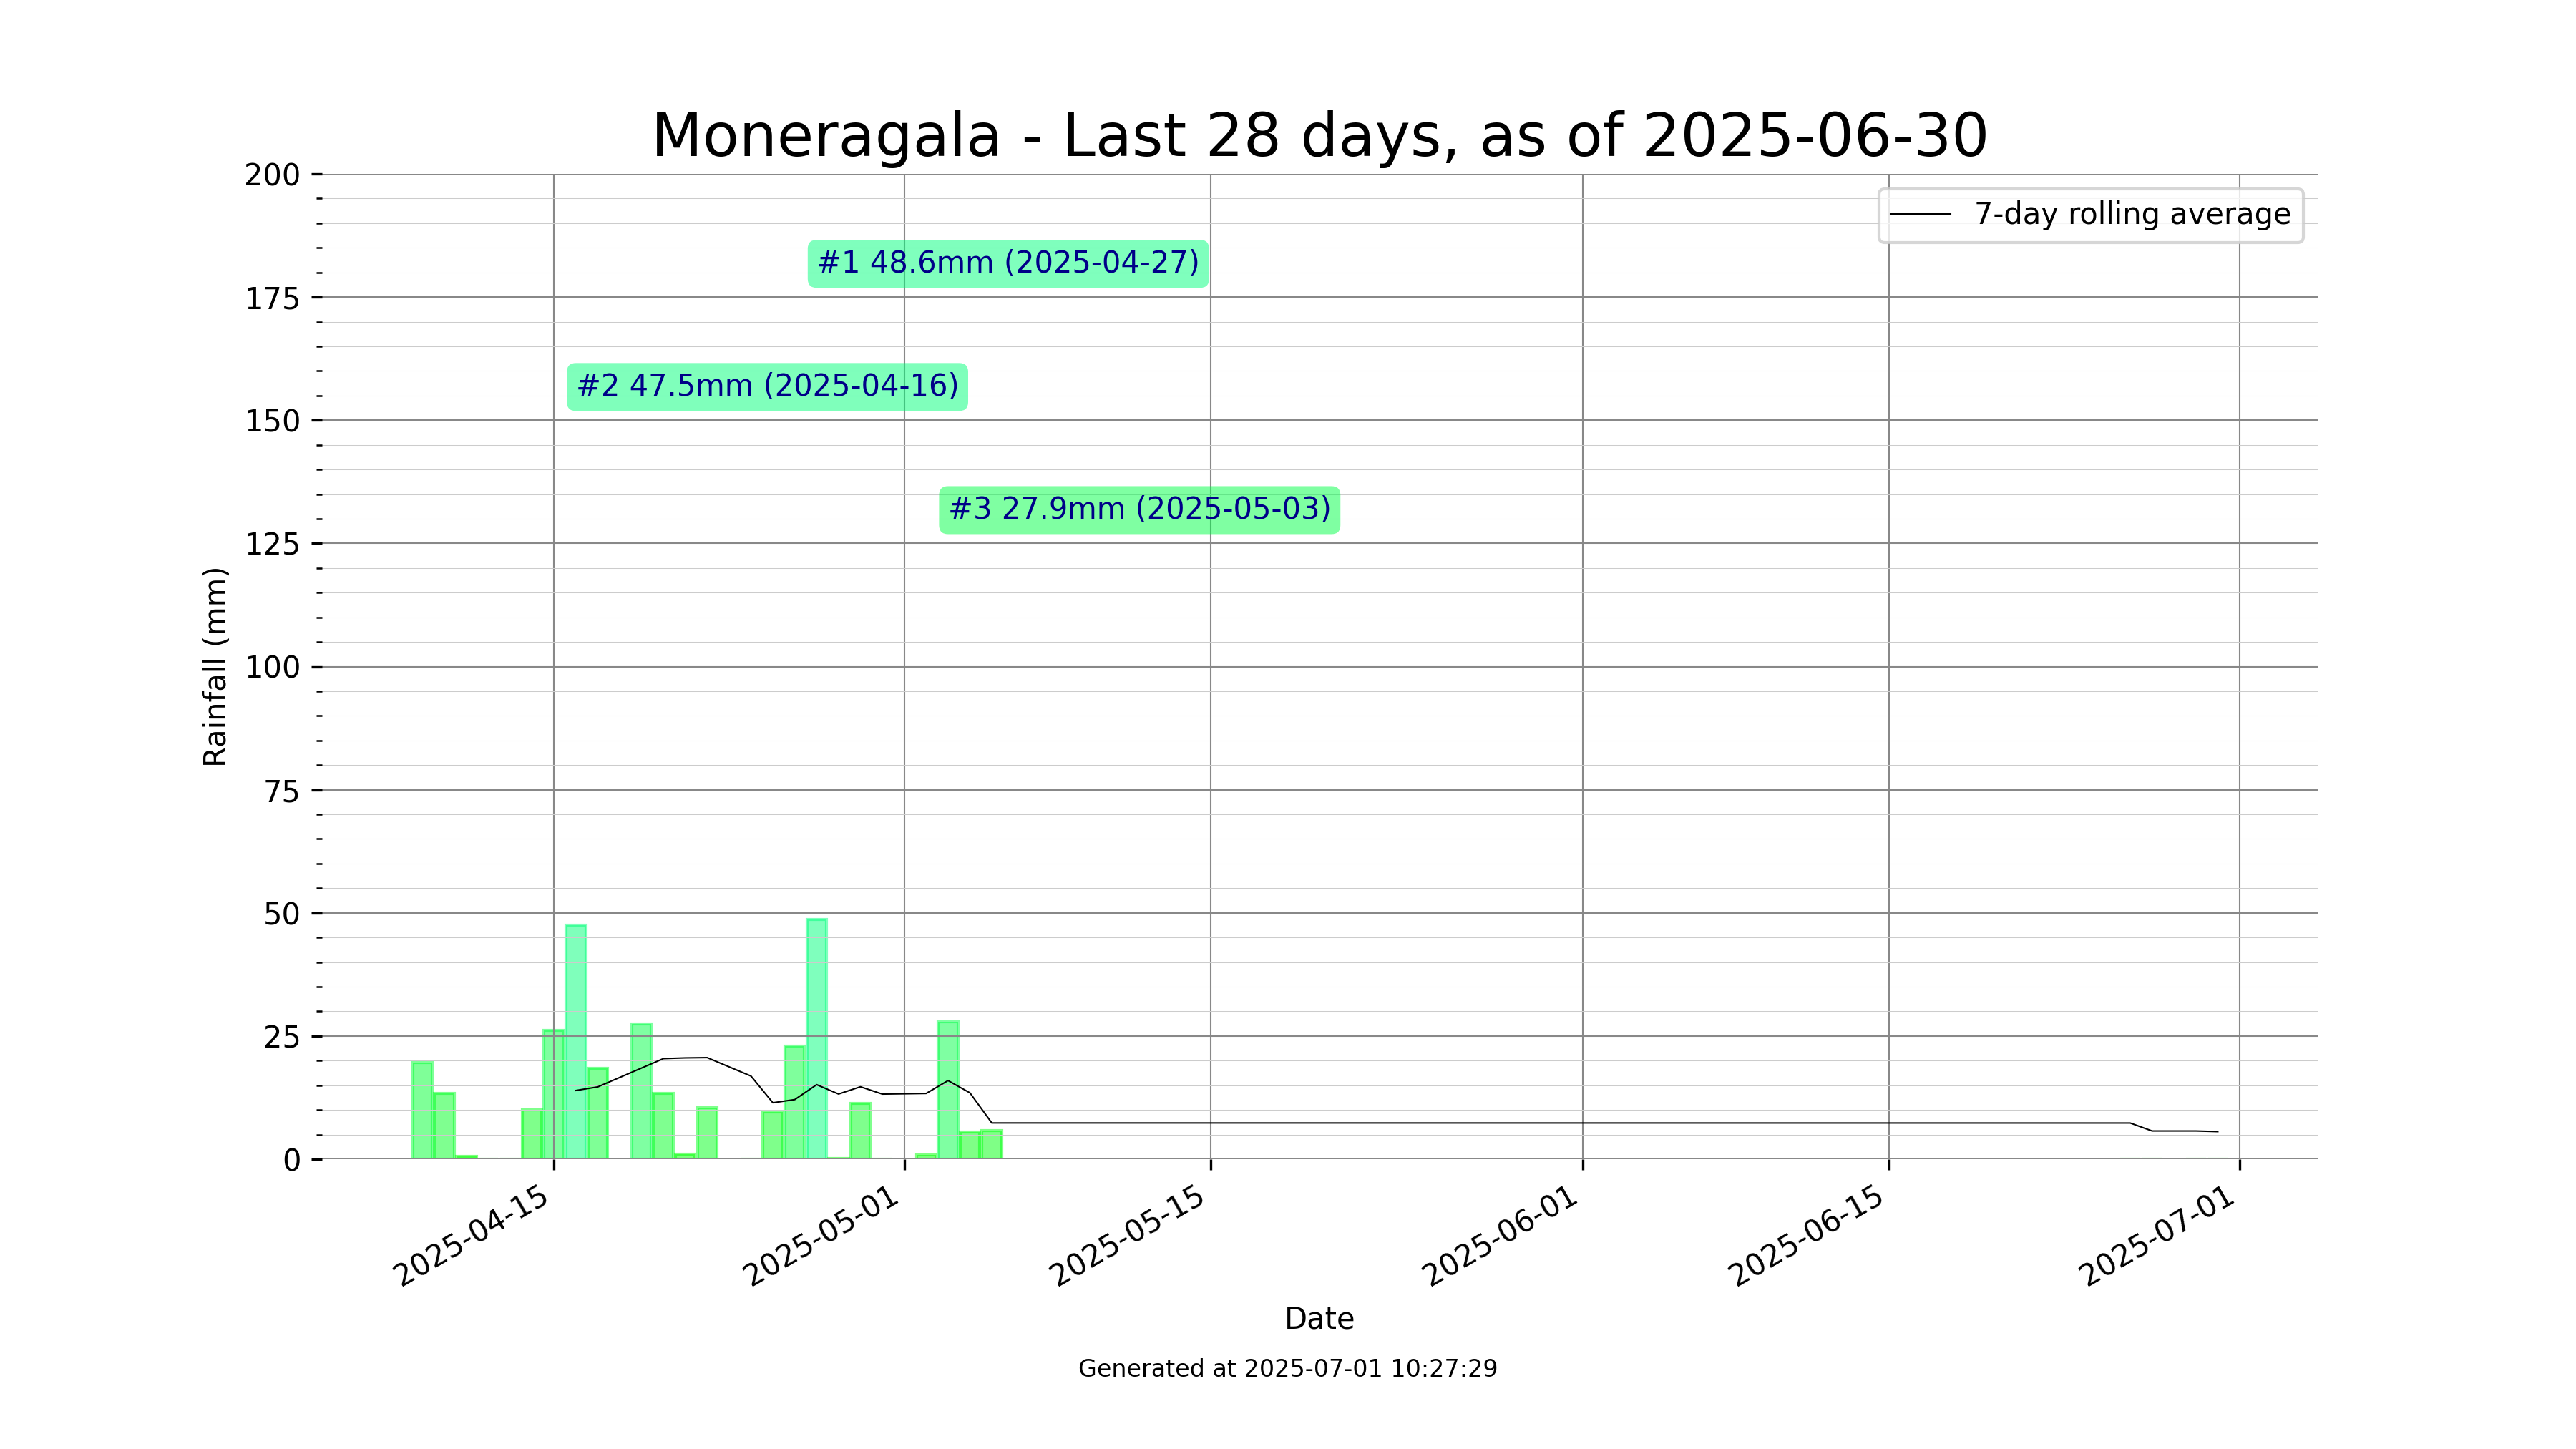 Moneragala - Last 28 days, as of 2025-06-30
200
175
150
125
100
75
50
25
0
Rainfall (mm)
7-day rolling average
#1 48.6mm (2025-04-27)
#2 47.5mm (2025-04-16)
#3 27.9mm (2025-05-03)
2025-04-15
2025-05-01
2025-05-15
2025-06-01
2025-06-15
2025-07-01
Date
Generated at 2025-07-01 10:27:29